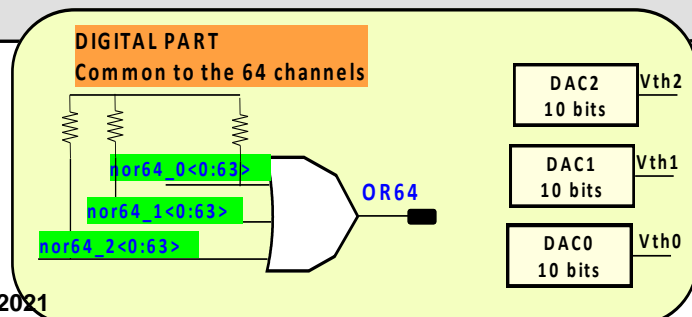 DIGITAL PART
Common to the 64 channels
nor64_0<0:63>
nor64_1<0:63>
nor64_2<0:63>
OR64
DAC2
10 bits
Vth2
DAC1
10 bits
Vth1
DAC0
10 bits
Vth0
2021